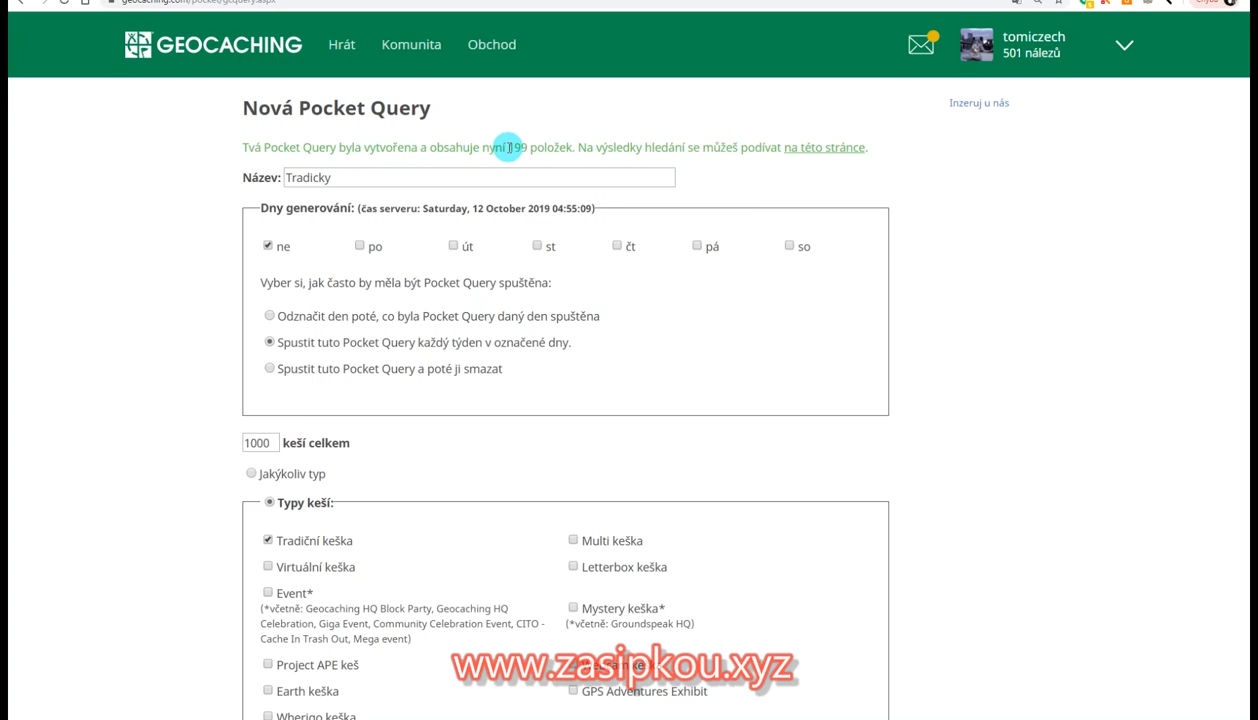 geocaching.com/pocket/gcquery.aspx
GEOCACHING
Hrát
Komunita
Obchod
tomiczech
501 nálezů
Nová Pocket Query
Inzeruj u nás
Tvá Pocket Query byla vytvořena a obsahuje nyní 199 položek. Na výsledky hledání se můžeš podívat na této stránce.
Název: Tradicky
Dny generování: (čas serveru: Saturday, 12 October 2019 04:55:09)
ne po út st čt pá so
Vyber si, jak často by měla být Pocket Query spuštěna:
Odznačit den poté, co byla Pocket Query daný den spuštěna
Spustit tuto Pocket Query každý týden v označené dny.
Spustit tuto Pocket Query a poté ji smazat
1000 keší celkem
Jakýkoliv typ
Typy keší:
Tradiční keška
Multi keška
Virtuální keška
Letterbox keška
Event*
(*včetně: Geocaching HQ Block Party, Geocaching HQ
Celebration, Giga Event, Community Celebration Event, CITO -
Cache In Trash Out, Mega event)
Mystery keška*
(*včetně: Groundspeak HQ)
Project APE keš
www.zasipkou.xyz
Earth keška
GPS Adventures Exhibit
Wherigo keška